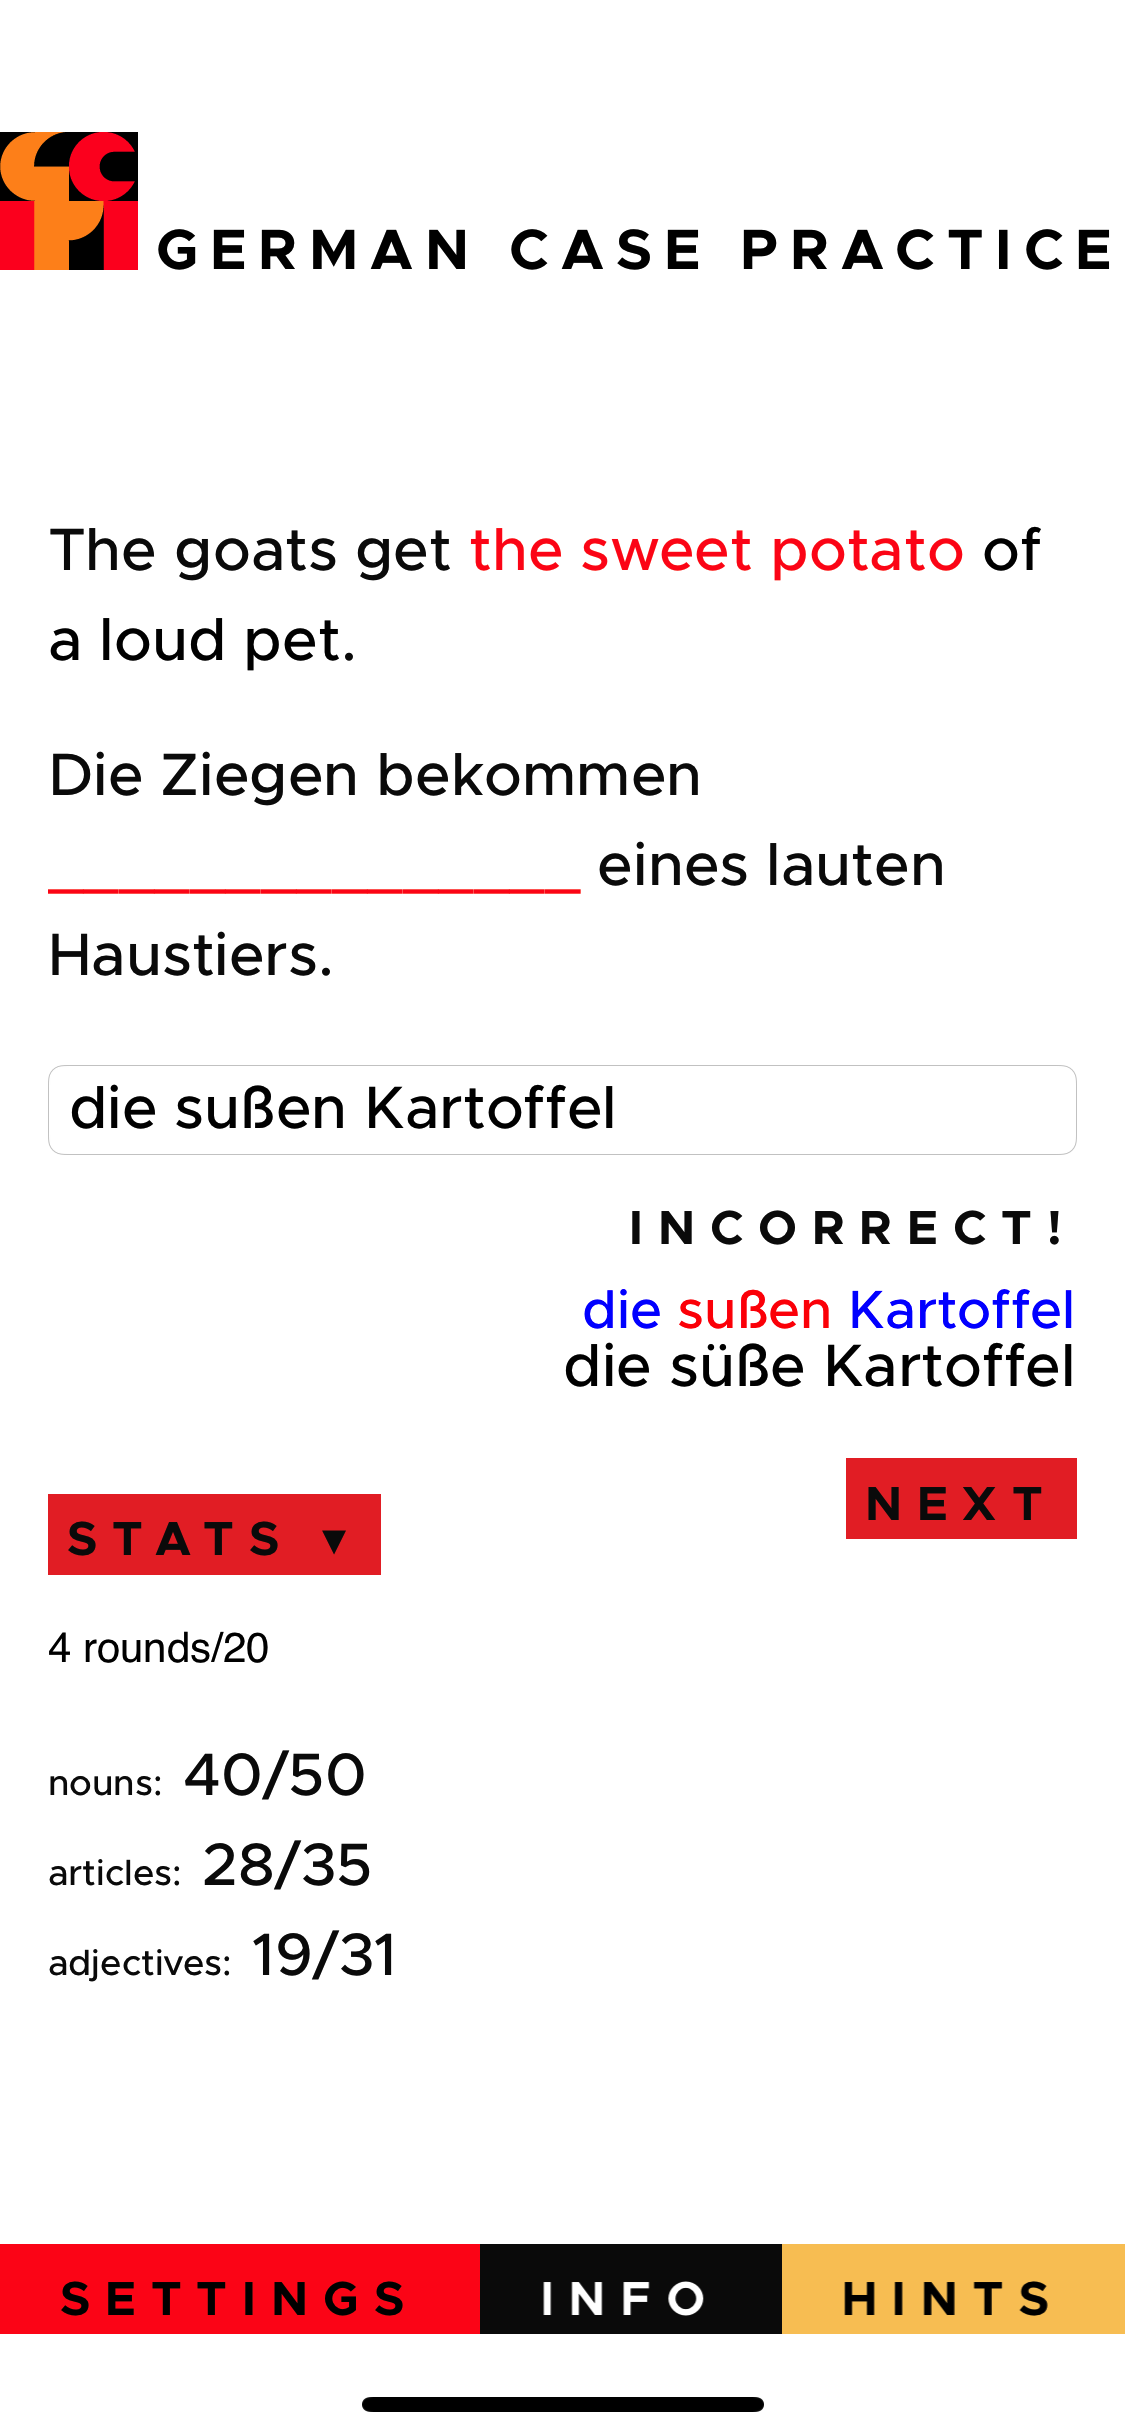 GERMAN CASE PRACTICE
The goats get the sweet potato of
a loud pet.
Die Ziegen bekommen
_______________ eines lauten
Haustiers.
die sußen Kartoffel
INCORRECT!
die sußen Kartoffel
die süße Kartoffel
NEXT
STATS ▼
4 rounds/20
nouns: 40/50
articles: 28/35
adjectives: 19/31
SETTINGS INFO HINTS